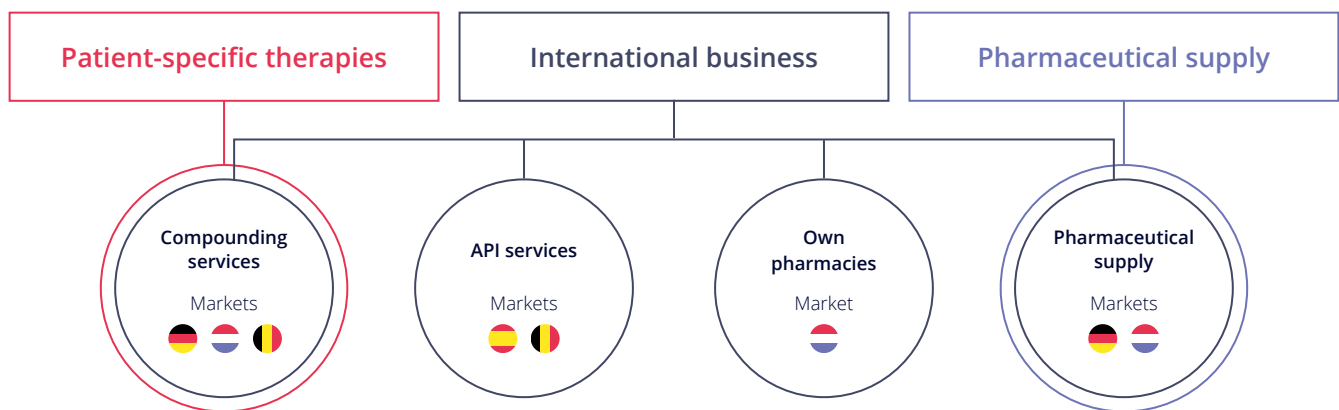 Patient-specific therapies
International business
Pharmaceutical supply
Compounding
services
Markets
API services
Markets
Own
pharmacies
Market
Pharmaceutical
supply
Markets